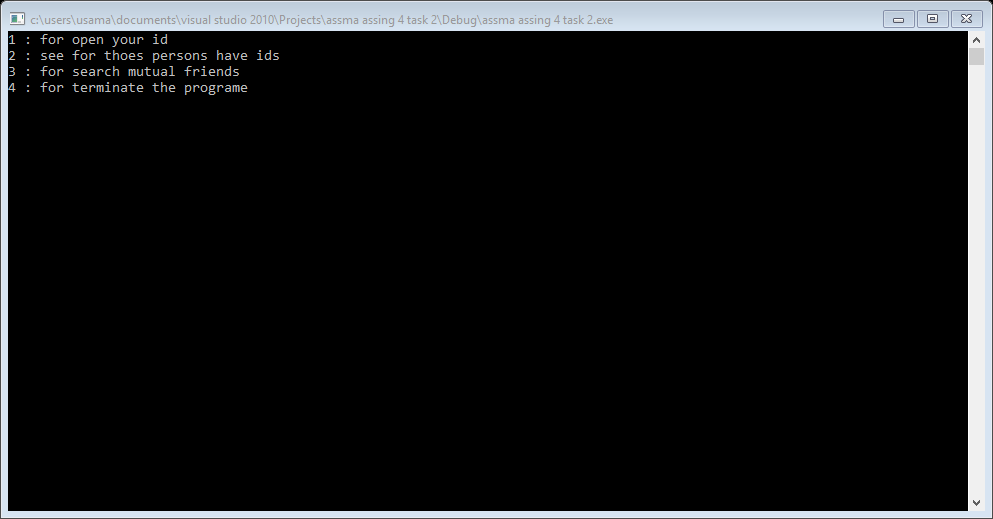 c:\users\usama\documents\visual studio 2010\Projects\assma assing 4 task 2\Debug\assma assing 4 task 2.exe
1 : for open your id
2 : see for thoes persons have ids
3 : for search mutual friends
4 : for terminate the programe